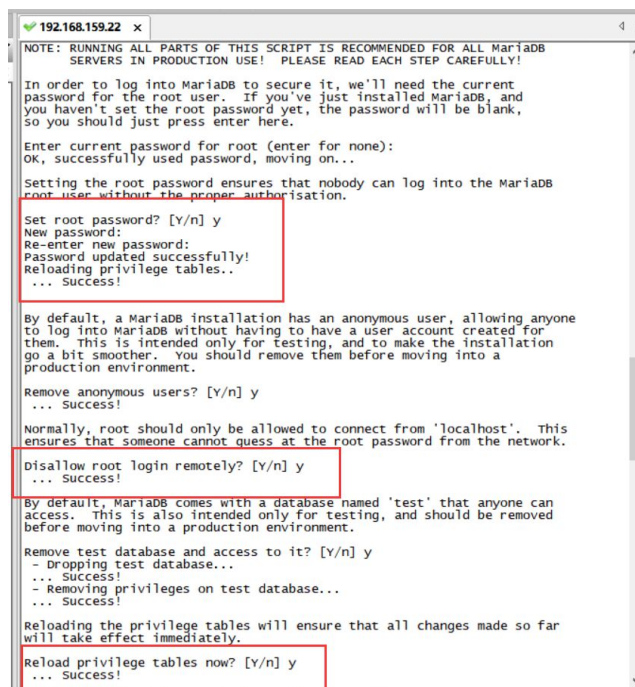 192.168.159.22 ×
NOTE: RUNNING ALL PARTS OF THIS SCRIPT IS RECOMMENDED FOR ALL MariaDB
SERVERS IN PRODUCTION USE!  PLEASE READ EACH STEP CAREFULLY!
In order to log into MariaDB to secure it, we'll need the current
password for the root user.  If you've just installed MariaDB, and
you haven't set the root password yet, the password will be blank,
so you should just press enter here.
Enter current password for root (enter for none):
OK, successfully used password, moving on...
Setting the root password ensures that nobody can log into the MariaDB
root user without the proper authorisation.
Set root password? [Y/n] y
New password:
Re-enter new password:
Password updated successfully!
Reloading privilege tables..
... Success!
By default, a MariaDB installation has an anonymous user, allowing anyone
to log into MariaDB without having to have a user account created for
them.  This is intended only for testing, and to make the installation
go a bit smoother.  You should remove them before moving into a
production environment.
Remove anonymous users? [Y/n] y
... Success!
Normally, root should only be allowed to connect from 'localhost'.  This
ensures that someone cannot guess at the root password from the network.
Disallow root login remotely? [Y/n] y
... Success!
By default, MariaDB comes with a database named 'test' that anyone can
access.  This is also intended only for testing, and should be removed
before moving into a production environment.
Remove test database and access to it? [Y/n] y
- Dropping test database...
... Success!
- Removing privileges on test database...
... Success!
Reloading the privilege tables will ensure that all changes made so far
will take effect immediately.
Reload privilege tables now? [Y/n] y
... Success!